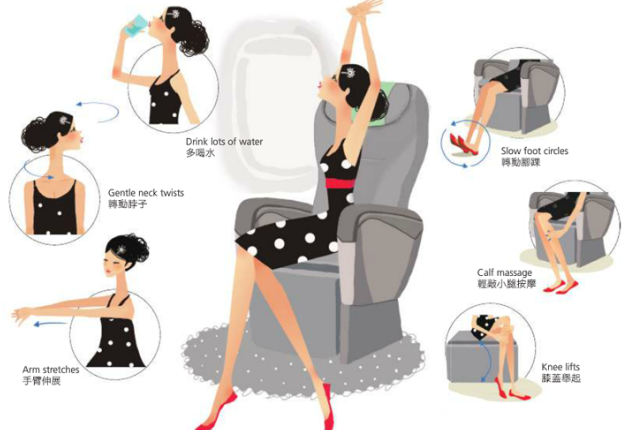 Drink lots of water
多喝水
Gentle neck twists
轉動脖子
Arm stretches
手臂伸展
Slow foot circles
轉動腳踝
Calf massage
輕敲小腿按摩
Knee lifts
膝蓋舉起